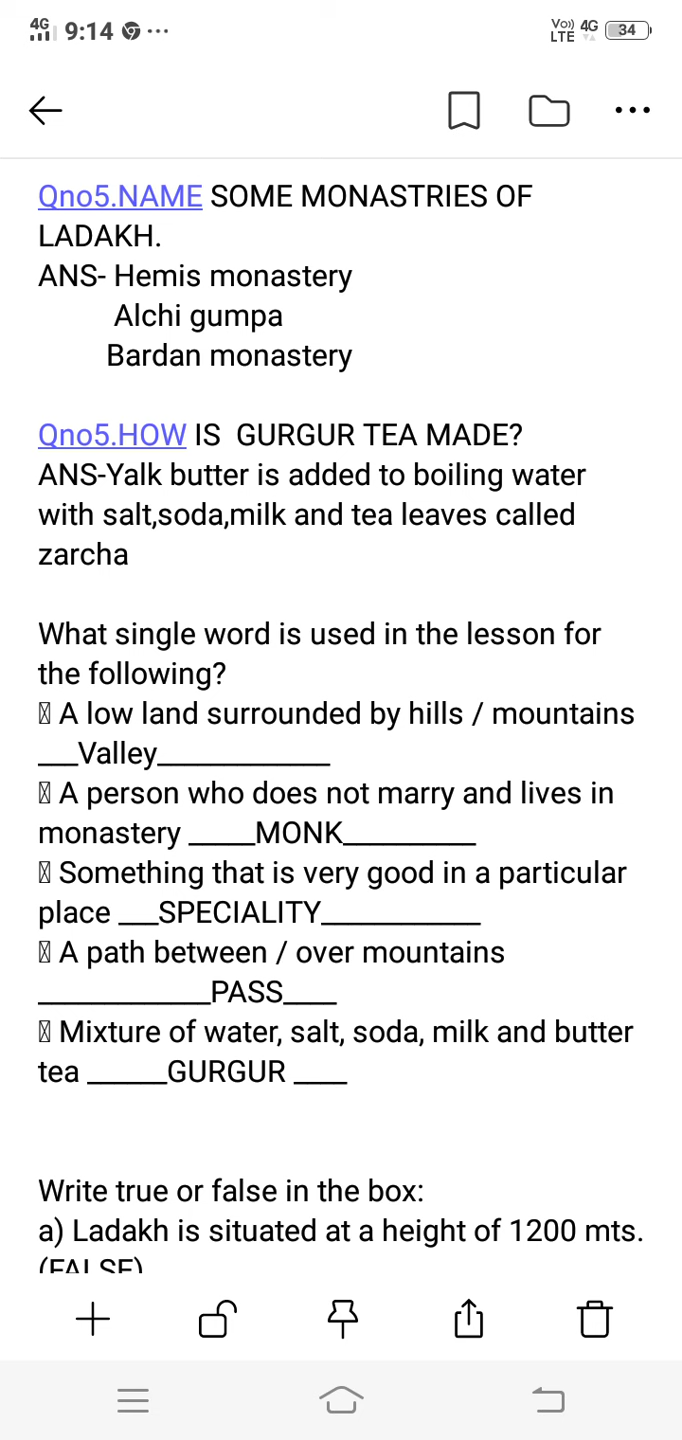 4G 9:14 ...
Vo)) LTE 4G 34
Qno5.NAME SOME MONASTRIES OF
LADAKH.
ANS- Hemis monastery
Alchi gumpa
Bardan monastery
Qno5.HOW IS  GURGUR TEA MADE?
ANS-Yalk butter is added to boiling water
with salt,soda,milk and tea leaves called
zarcha
What single word is used in the lesson for
the following?
A low land surrounded by hills / mountains
___Valley_____________
A person who does not marry and lives in
monastery _____MONK__________
Something that is very good in a particular
place ___SPECIALITY____________
A path between / over mountains
_____________PASS____
Mixture of water, salt, soda, milk and butter
tea ______GURGUR ____
Write true or false in the box:
a) Ladakh is situated at a height of 1200 mts.
(FALSE)